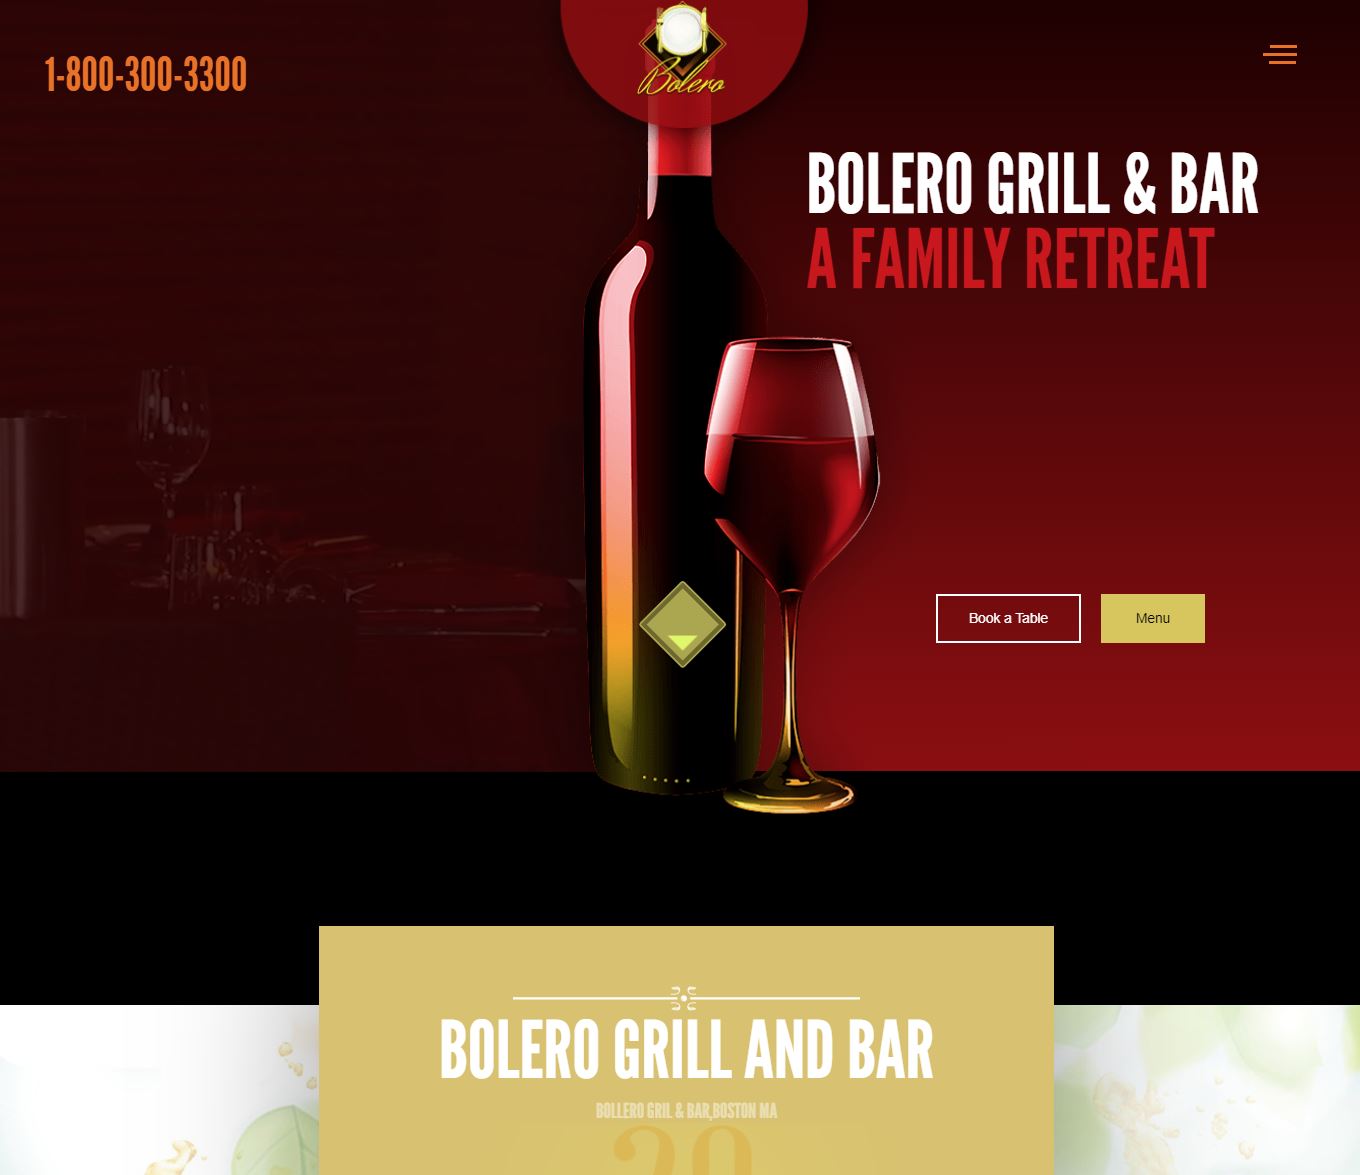 1-800-300-3300
Bolero
BOLERO GRILL & BAR
A FAMILY RETREAT
Book a Table
Menu
BOLERO GRILL AND BAR
BOLLERO GRIL & BAR,BOSTON MA
20